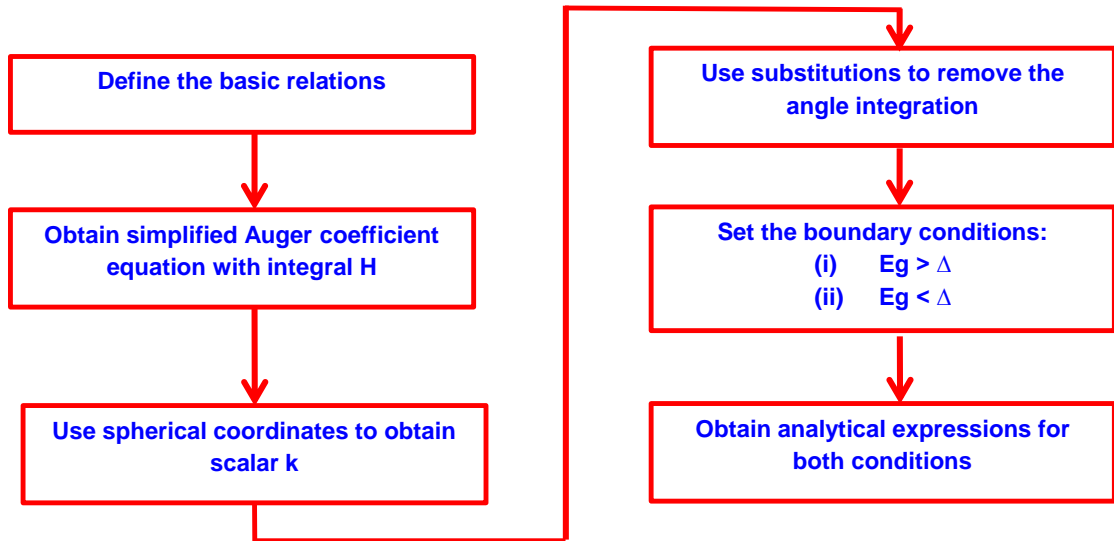 Define the basic relations
Obtain simplified Auger coefficient
equation with integral H
Use spherical coordinates to obtain
scalar k
Use substitutions to remove the
angle integration
Set the boundary conditions:
(i) Eg > Δ
(ii) Eg < Δ
Obtain analytical expressions for
both conditions